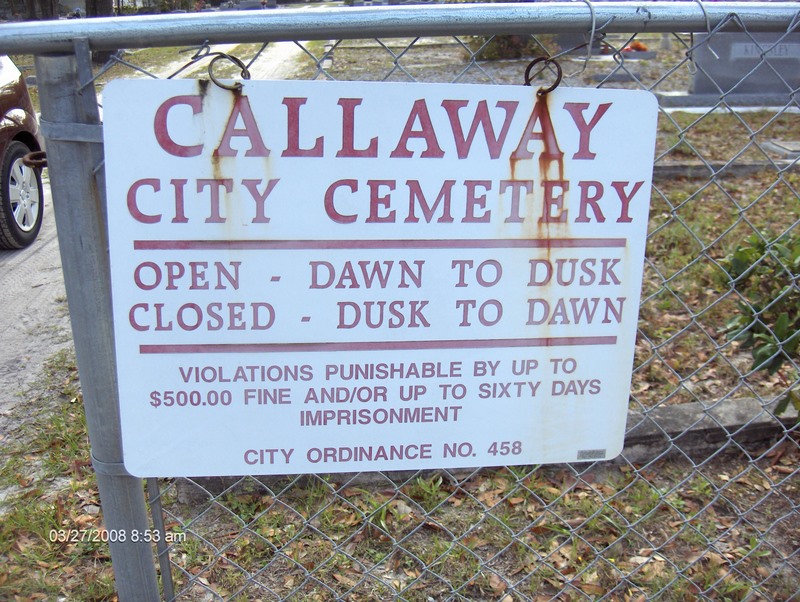 KINSLEY
CALLAWAY
CITY CEMETERY
OPEN - DAWN TO DUSK
CLOSED - DUSK TO DAWN
VIOLATIONS PUNISHABLE BY UP TO
$500.00 FINE AND/OR UP TO SIXTY DAYS
IMPRISONMENT
CITY ORDINANCE NO. 458
03/27/2008 8:53 am